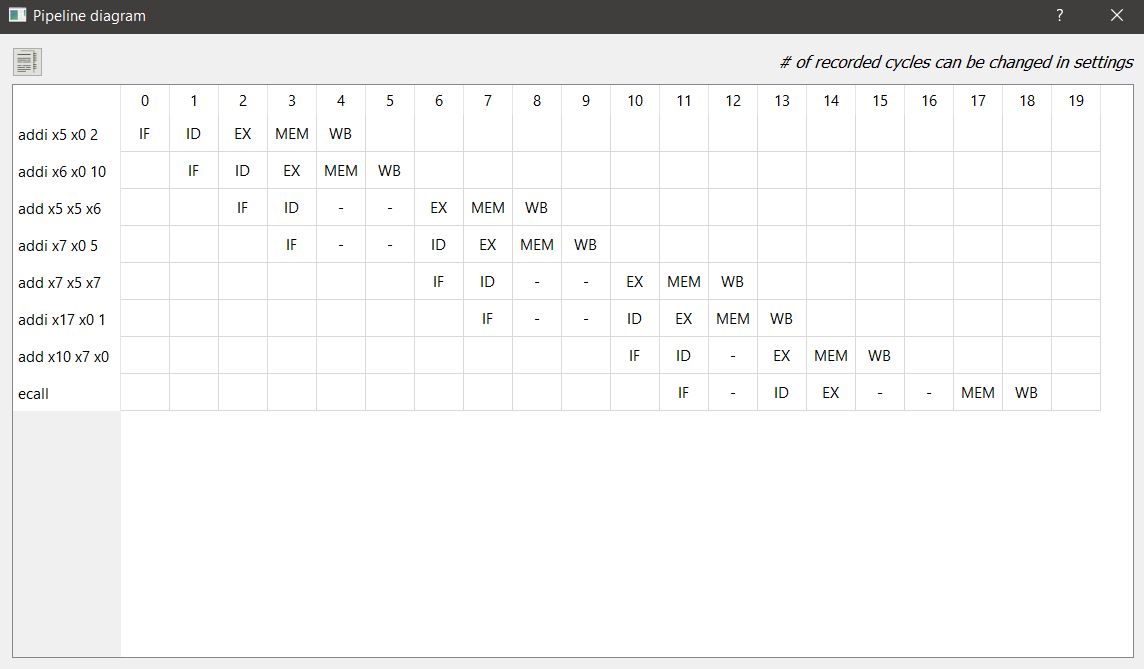 Pipeline diagram ?
# of recorded cycles can be changed in settings
0 1 2 3 4 5 6 7 8 9 10 11 12 13 14 15 16 17 18 19
addi x5 x0 2 IF ID EX MEM WB
addi x6 x0 10 IF ID EX MEM WB
add x5 x5 x6 IF ID - - EX MEM WB
addi x7 x0 5 IF - - ID EX MEM WB
add x7 x5 x7 IF ID - - EX MEM WB
addi x17 x0 1 IF - - ID EX MEM WB
add x10 x7 x0 IF ID - EX MEM WB
ecall IF - ID EX - - MEM WB